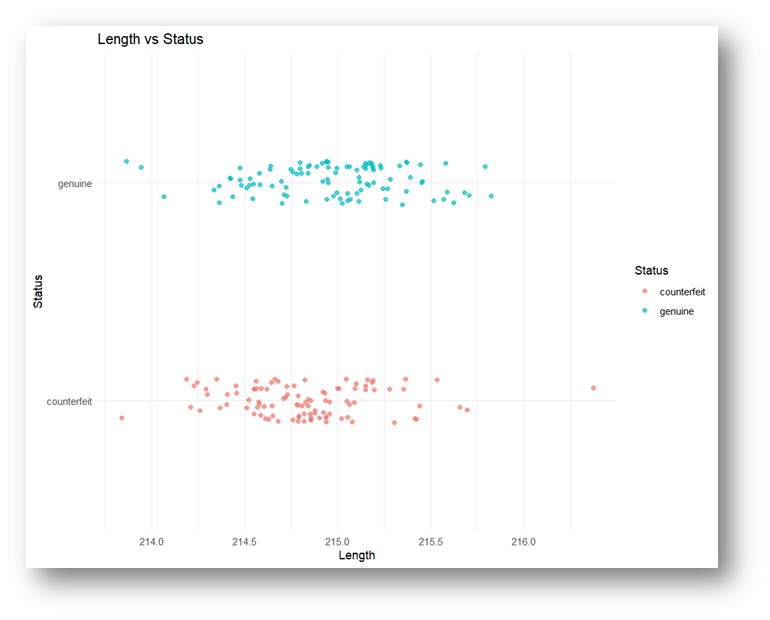 Length vs Status
genuine
counterfeit
Status
214.0 214.5 215.0 215.5 216.0
Length
Status
counterfeit
genuine